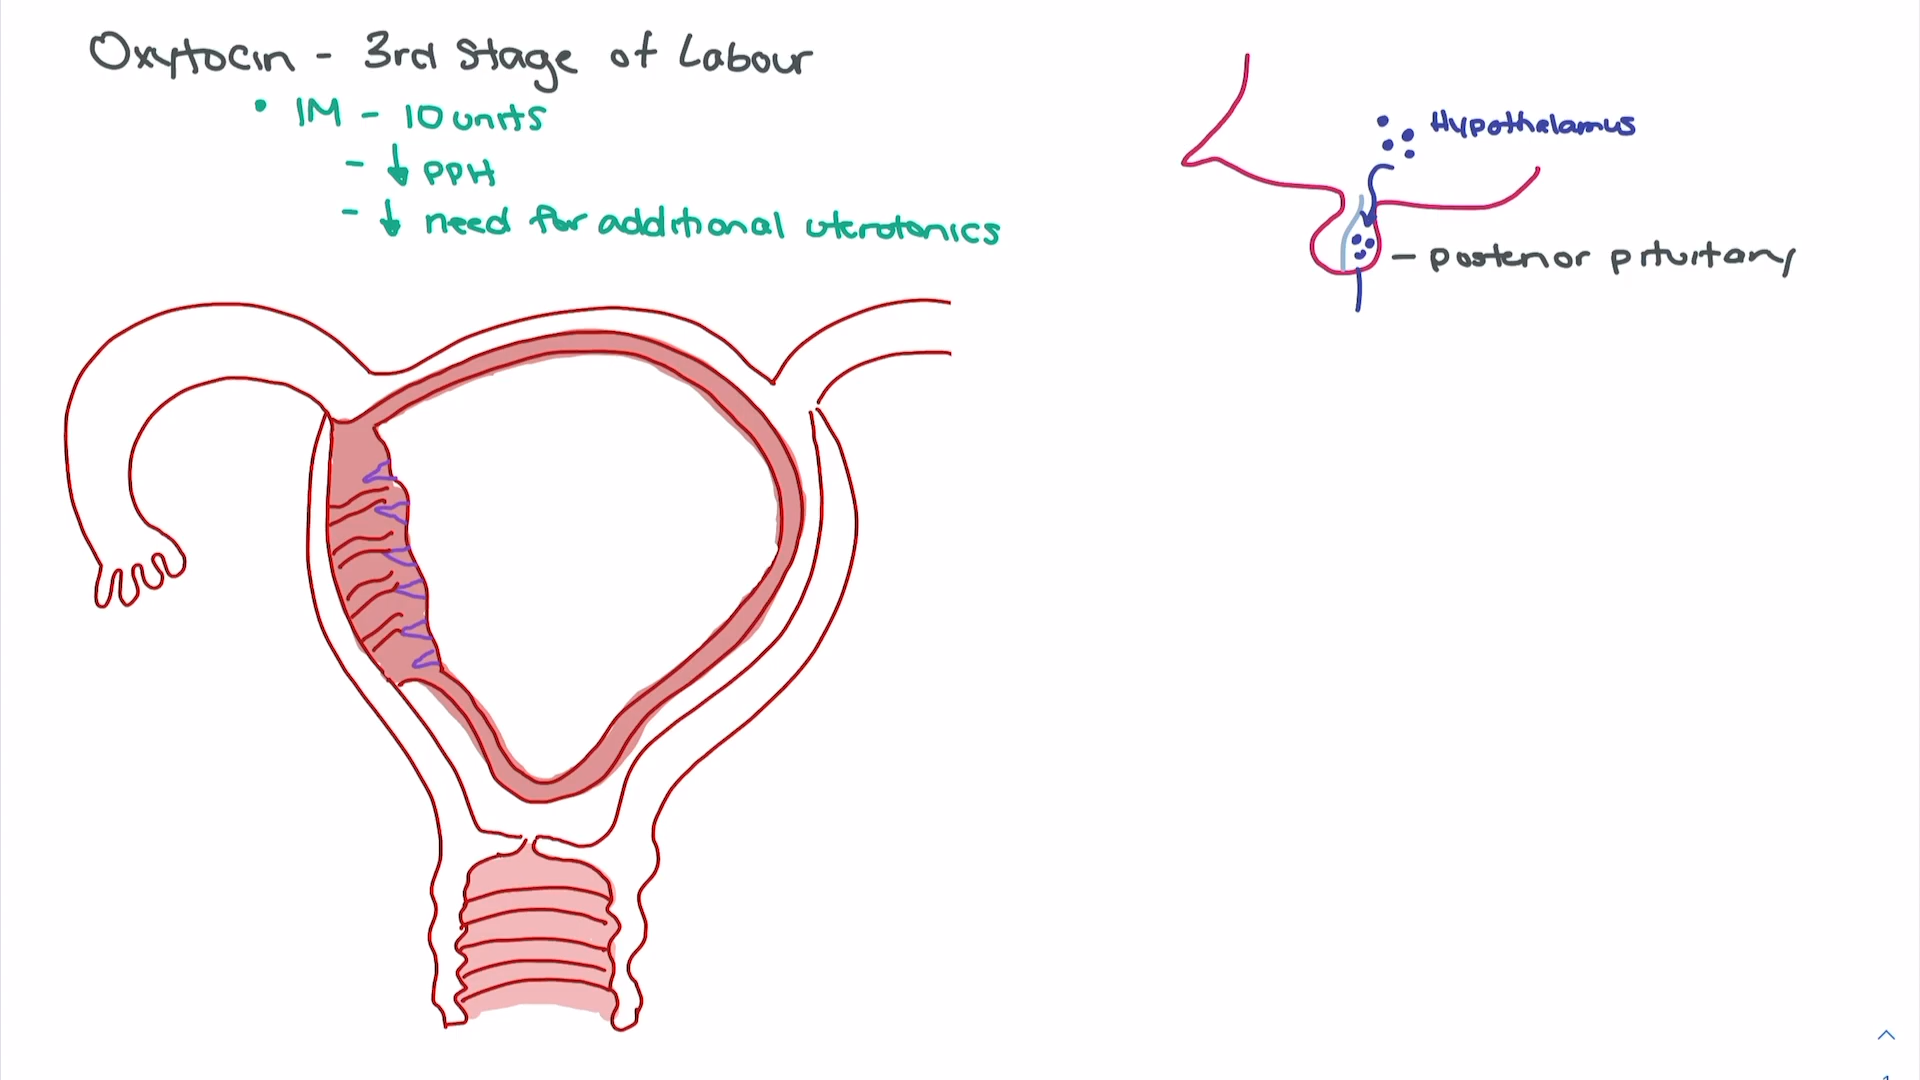 Oxytocin - 3rd Stage of Labour
• IM - 10 units
- ↓ PPH
- ↓ need for additional uterotonics
Hypothalamus
- posterior pituitary